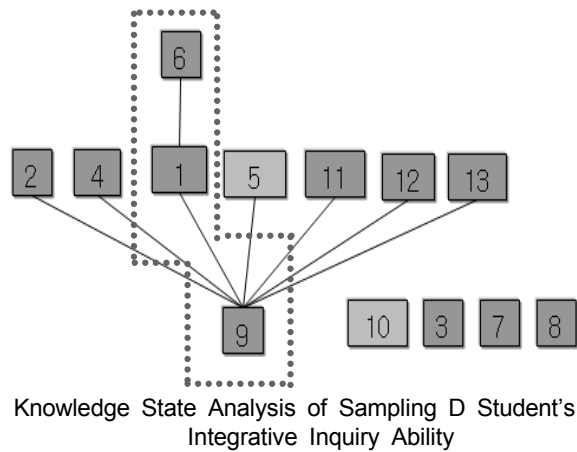 6
2 4 1 5 11 12 13
9 10 3 7 8
Knowledge State Analysis of Sampling D Student's
Integrative Inquiry Ability